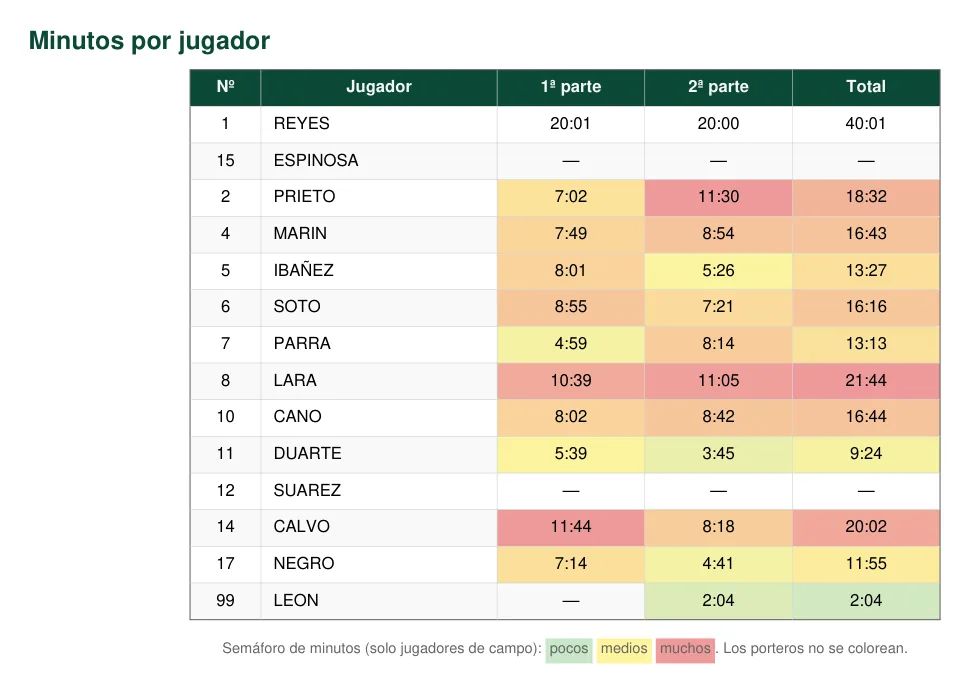 Minutos por jugador
Nº Jugador 1ª parte 2ª parte Total
1 REYES 20:01 20:00 40:01
15 ESPINOSA — — —
2 PRIETO 7:02 11:30 18:32
4 MARIN 7:49 8:54 16:43
5 IBAÑEZ 8:01 5:26 13:27
6 SOTO 8:55 7:21 16:16
7 PARRA 4:59 8:14 13:13
8 LARA 10:39 11:05 21:44
10 CANO 8:02 8:42 16:44
11 DUARTE 5:39 3:45 9:24
12 SUAREZ — — —
14 CALVO 11:44 8:18 20:02
17 NEGRO 7:14 4:41 11:55
99 LEON — 2:04 2:04
Semáforo de minutos (solo jugadores de campo): pocos medios muchos. Los porteros no se colorean.